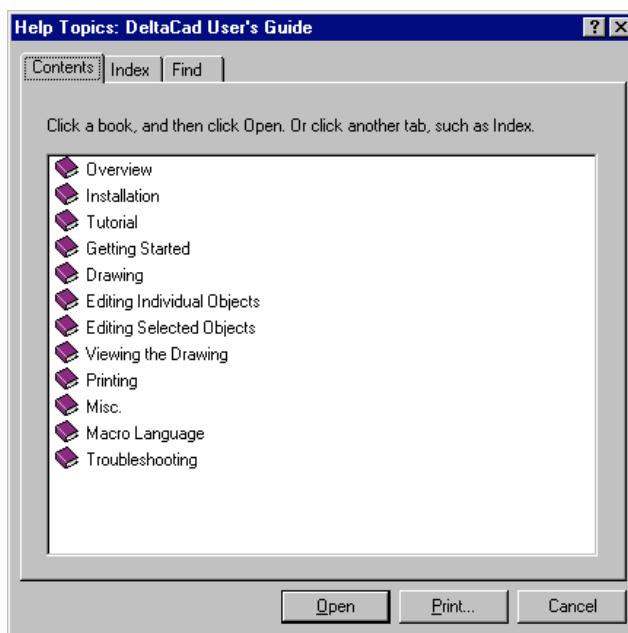 Help Topics: DeltaCad User's Guide
Contents Index Find
Click a book, and then click Open. Or click another tab, such as Index.
Overview
Installation
Tutorial
Getting Started
Drawing
Editing Individual Objects
Editing Selected Objects
Viewing the Drawing
Printing
Misc.
Macro Language
Troubleshooting
Open Print... Cancel